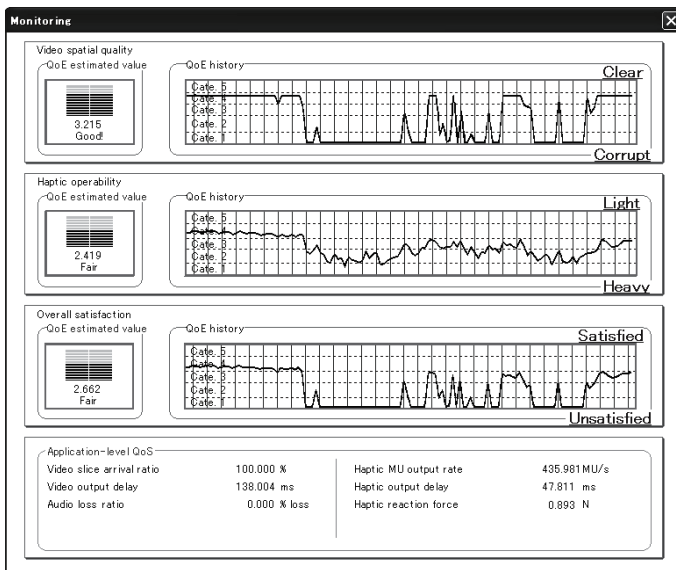 Monitoring
Video spatial quality
QoE estimated value
3.215
Good!
QoE history
Clear
Cate. 5
Cate. 4
Cate. 3
Cate. 2
Cate. 1
Corrupt
Haptic operability
QoE estimated value
2.419
Fair
QoE history
Light
Cate. 5
Cate. 4
Cate. 3
Cate. 2
Cate. 1
Heavy
Overall satisfaction
QoE estimated value
2.662
Fair
QoE history
Satisfied
Cate. 5
Cate. 4
Cate. 3
Cate. 2
Cate. 1
Unsatisfied
Application-level QoS
Video slice arrival ratio 100.000 %
Video output delay 138.004 ms
Audio loss ratio 0.000 % loss
Haptic MU output rate 435.981 MU/s
Haptic output delay 47.811 ms
Haptic reaction force 0.893 N